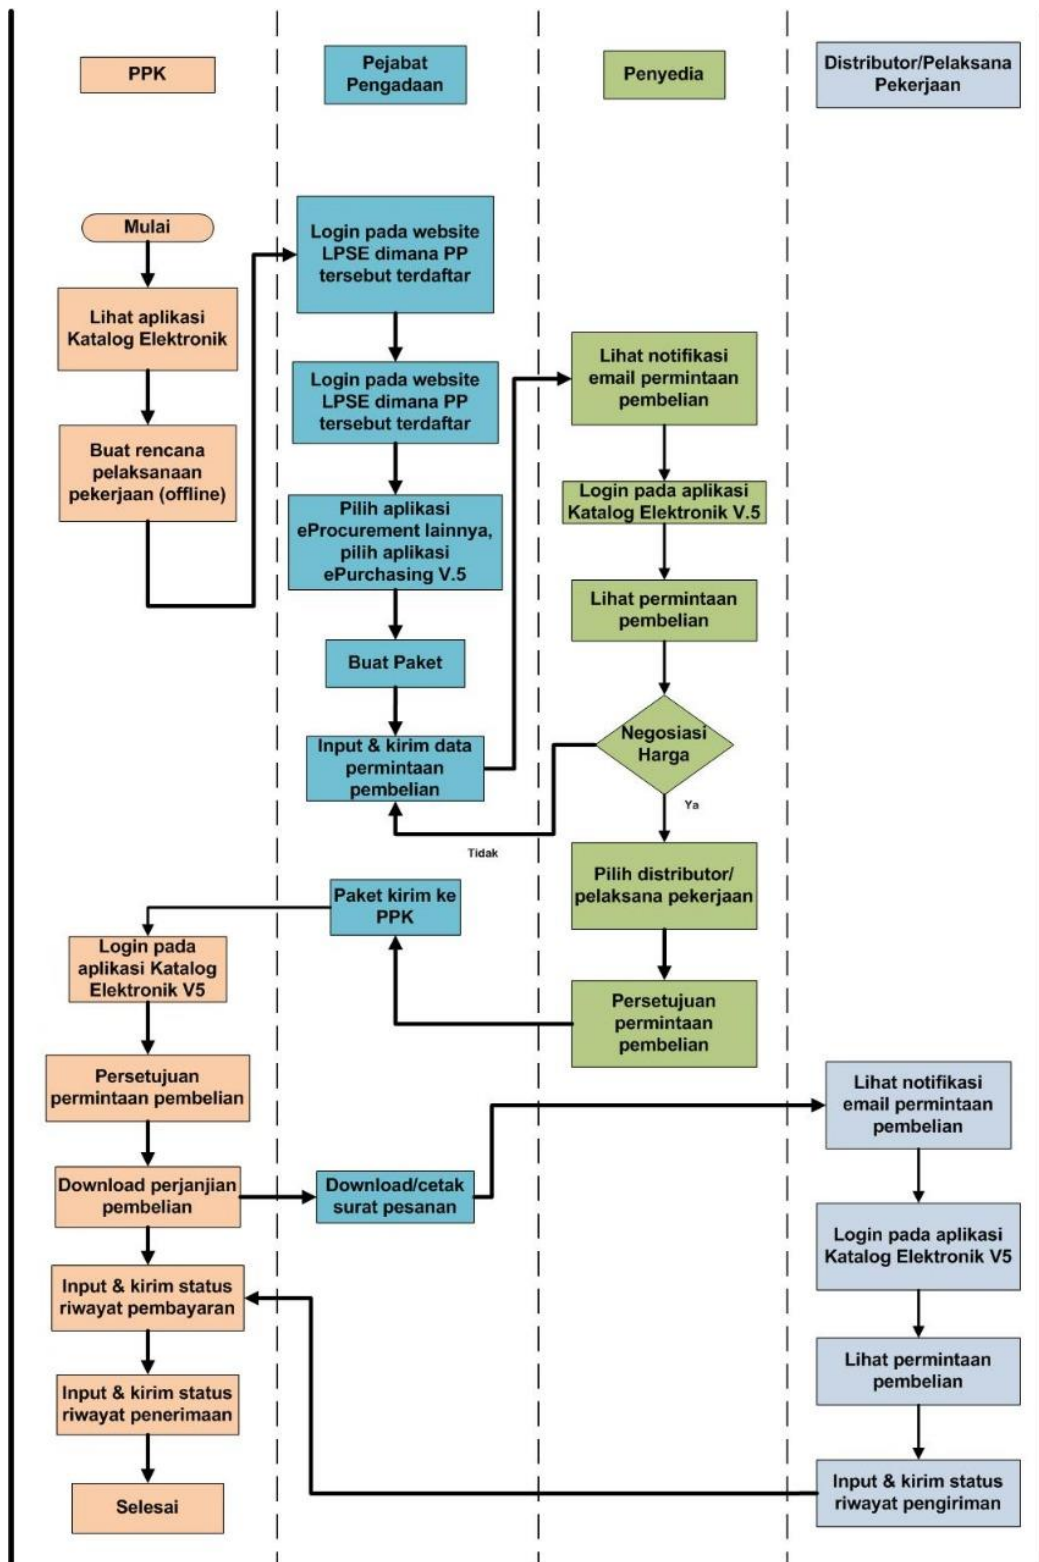 PPK
Pejabat
Pengadaan
Penyedia
Distributor/Pelaksana
Pekerjaan
Mulai
Lihat aplikasi
Katalog Elektronik
Buat rencana
pelaksanaan
pekerjaan (offline)
Login pada website
LPSE dimana PP
tersebut terdaftar
Login pada website
LPSE dimana PP
tersebut terdaftar
Pilih aplikasi
eProcurement lainnya,
pilih aplikasi
ePurchasing V.5
Buat Paket
Input & kirim data
permintaan
pembelian
Lihat notifikasi
email permintaan
pembelian
Login pada aplikasi
Katalog Elektronik V.5
Lihat permintaan
pembelian
Negosiasi
Harga
Ya
Tidak
Pilih distributor/
pelaksana pekerjaan
Persetujuan
permintaan
pembelian
Paket kirim ke
PPK
Login pada
aplikasi Katalog
Elektronik V5
Persetujuan
permintaan pembelian
Download perjanjian
pembelian
Download/cetak
surat pesanan
Lihat notifikasi
email permintaan
pembelian
Login pada aplikasi
Katalog Elektronik V5
Lihat permintaan
pembelian
Input & kirim status
riwayat pengiriman
Input & kirim status
riwayat pembayaran
Input & kirim status
riwayat penerimaan
Selesai